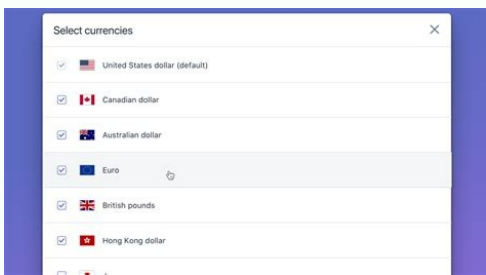 Select currencies
United States dollar (default)
Canadian dollar
Australian dollar
Euro
British pounds
Hong Kong dollar